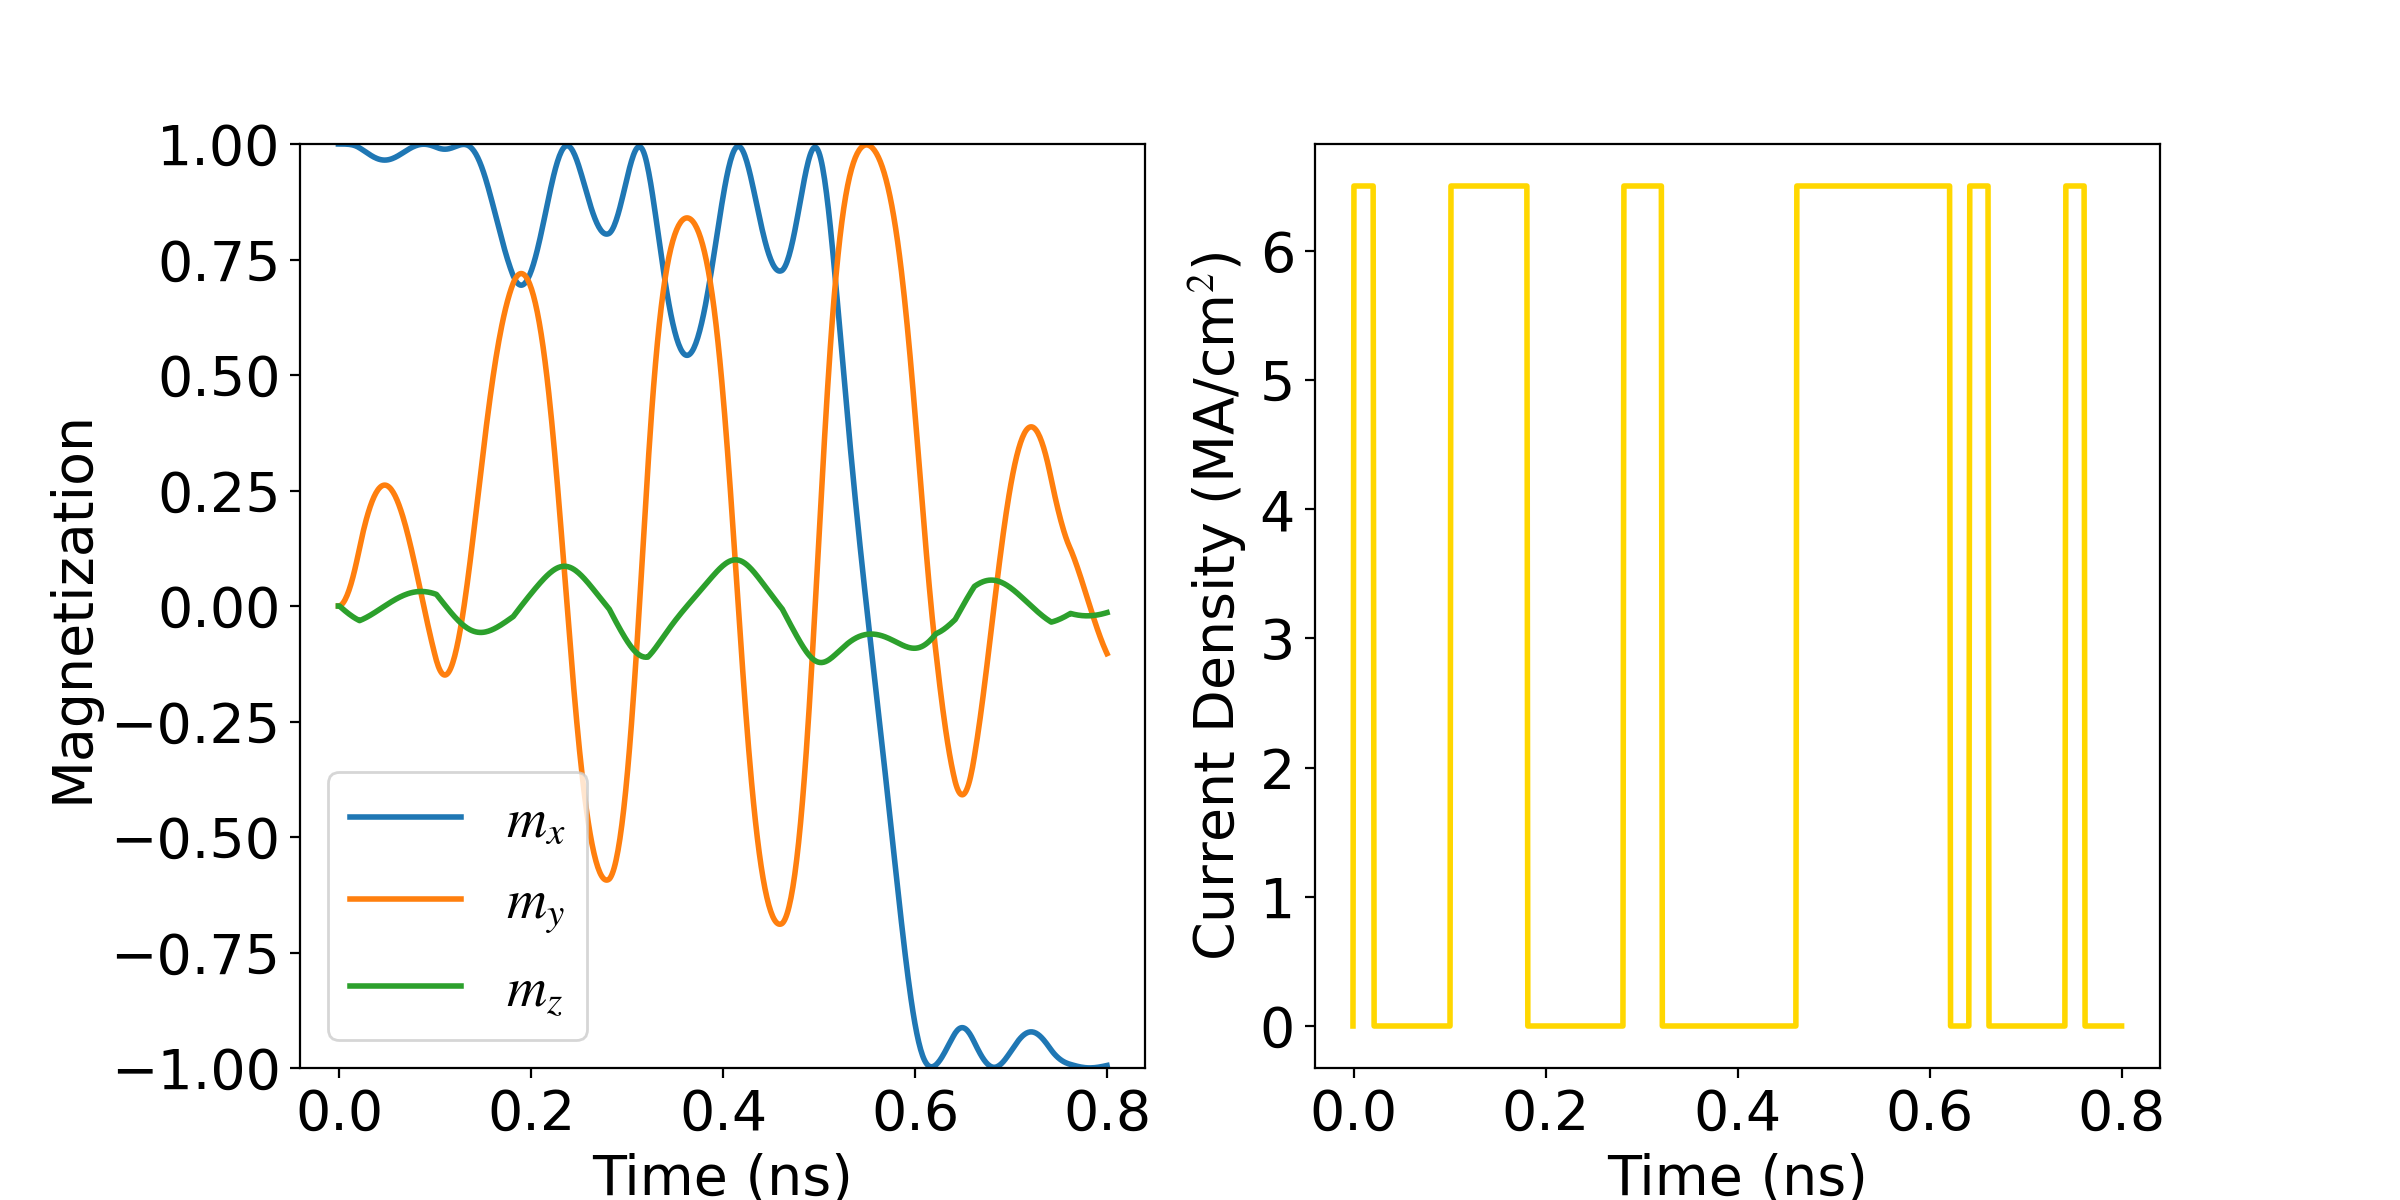 Magnetization
1.00
0.75
0.50
0.25
0.00
−0.25
−0.50
−0.75
−1.00
m_x
m_y
m_z
0.0 0.2 0.4 0.6 0.8
Time (ns)
Current Density (MA/cm²)
6
5
4
3
2
1
0
0.0 0.2 0.4 0.6 0.8
Time (ns)